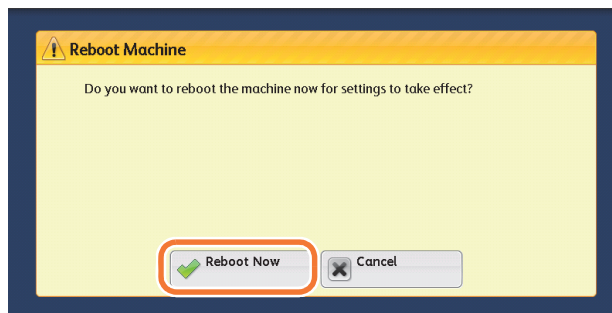 Reboot Machine
Do you want to reboot the machine now for settings to take effect?
Reboot Now
Cancel